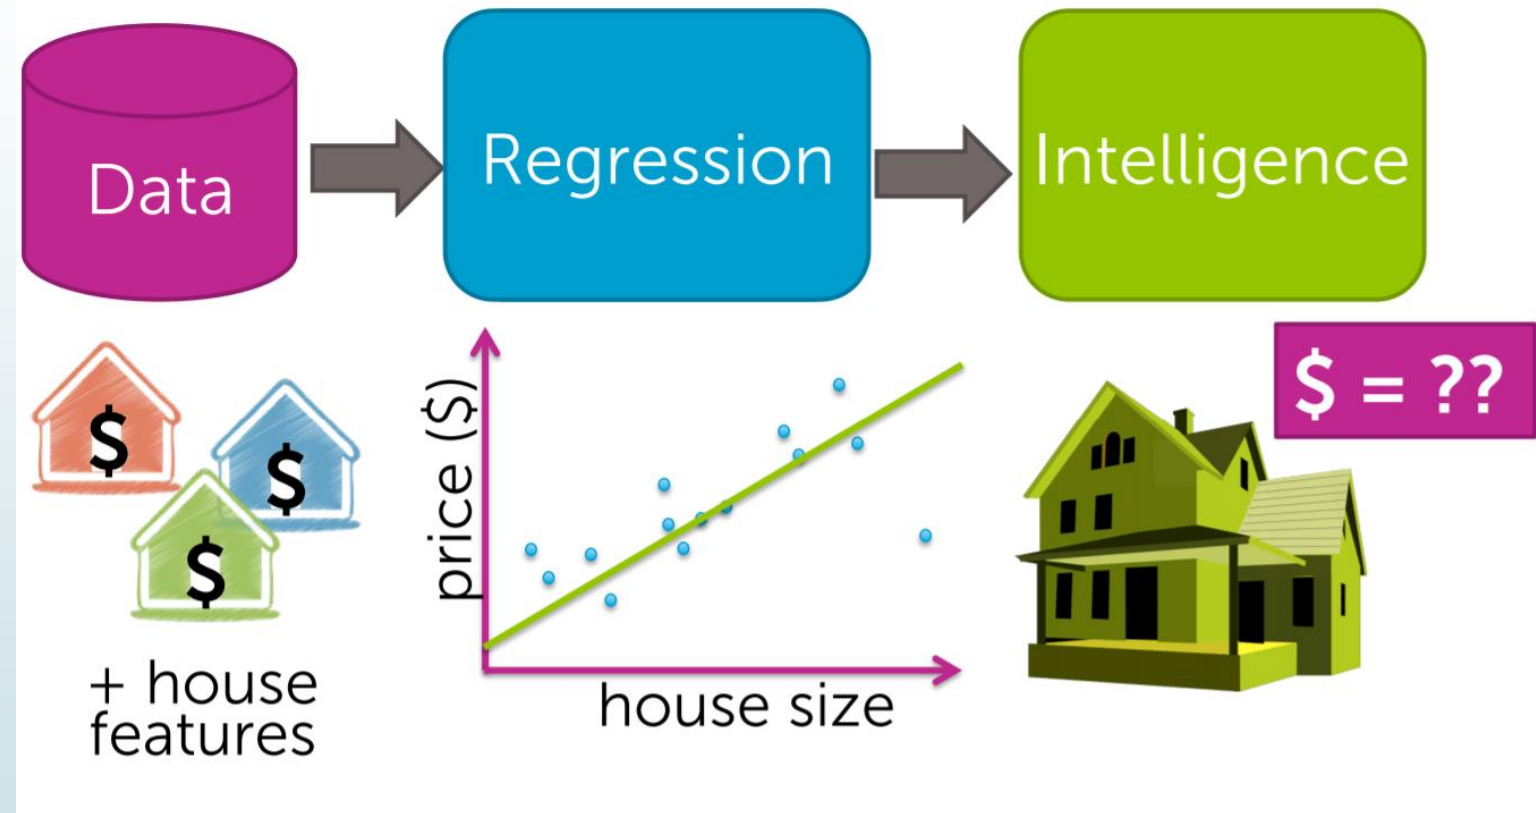 Data
Regression
Intelligence
$
$
$
+ house
features
price ($)
house size
$ = ??